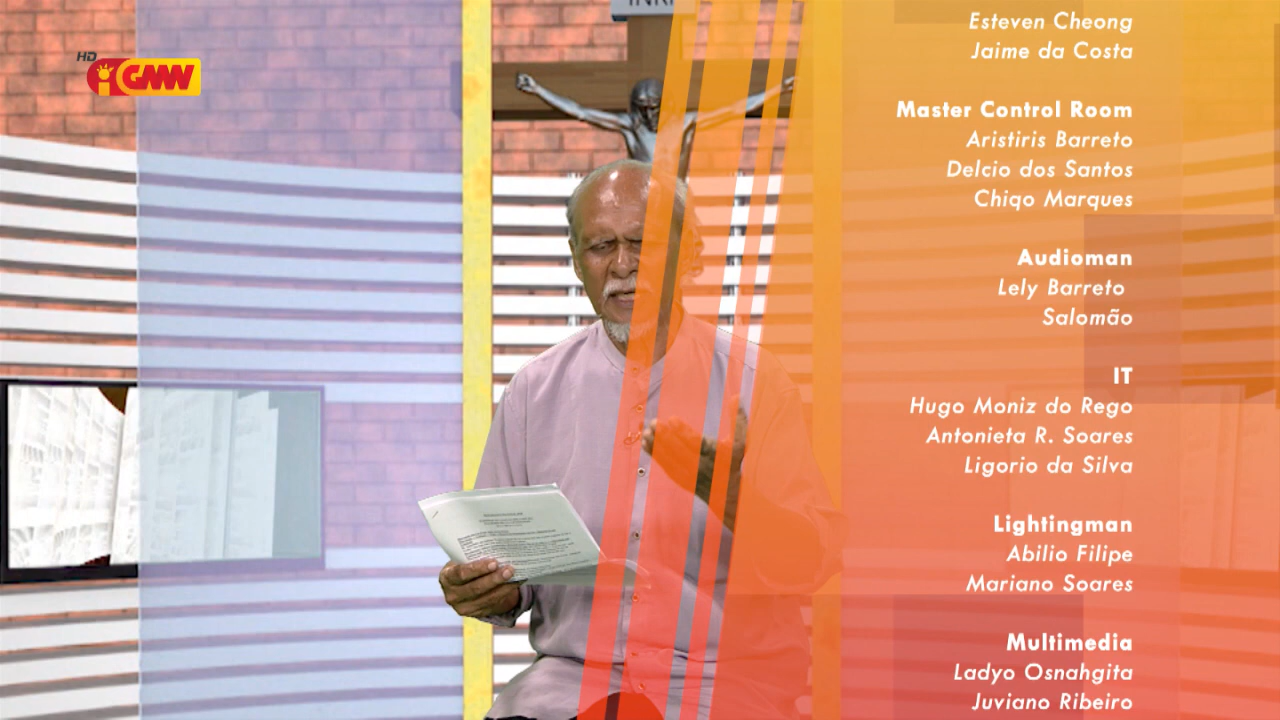 INRI
HD
GMN
Esteven Cheong
Jaime da Costa
Master Control Room
Aristiris Barreto
Delcio dos Santos
Chiqo Marques
Audioman
Lely Barreto
Salomão
IT
Hugo Moniz do Rego
Antonieta R. Soares
Ligorio da Silva
Lightingman
Abilio Filipe
Mariano Soares
Multimedia
Ladyo Osnahgita
Juviano Ribeiro